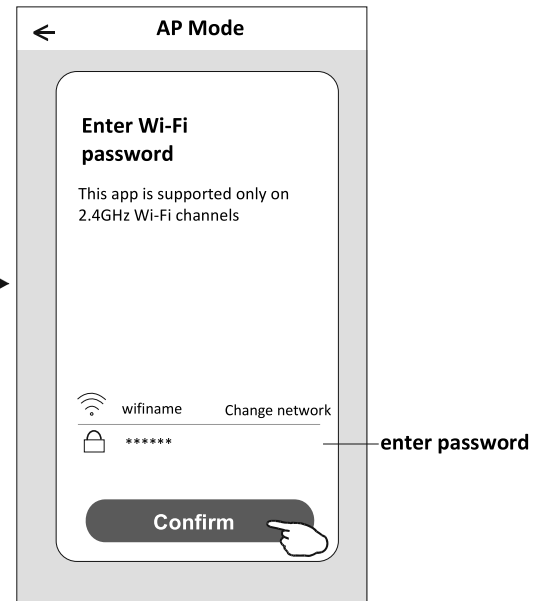 AP Mode
Enter Wi-Fi
password
This app is supported only on
2.4GHz Wi-Fi channels
wifiname Change network
******
enter password
Confirm